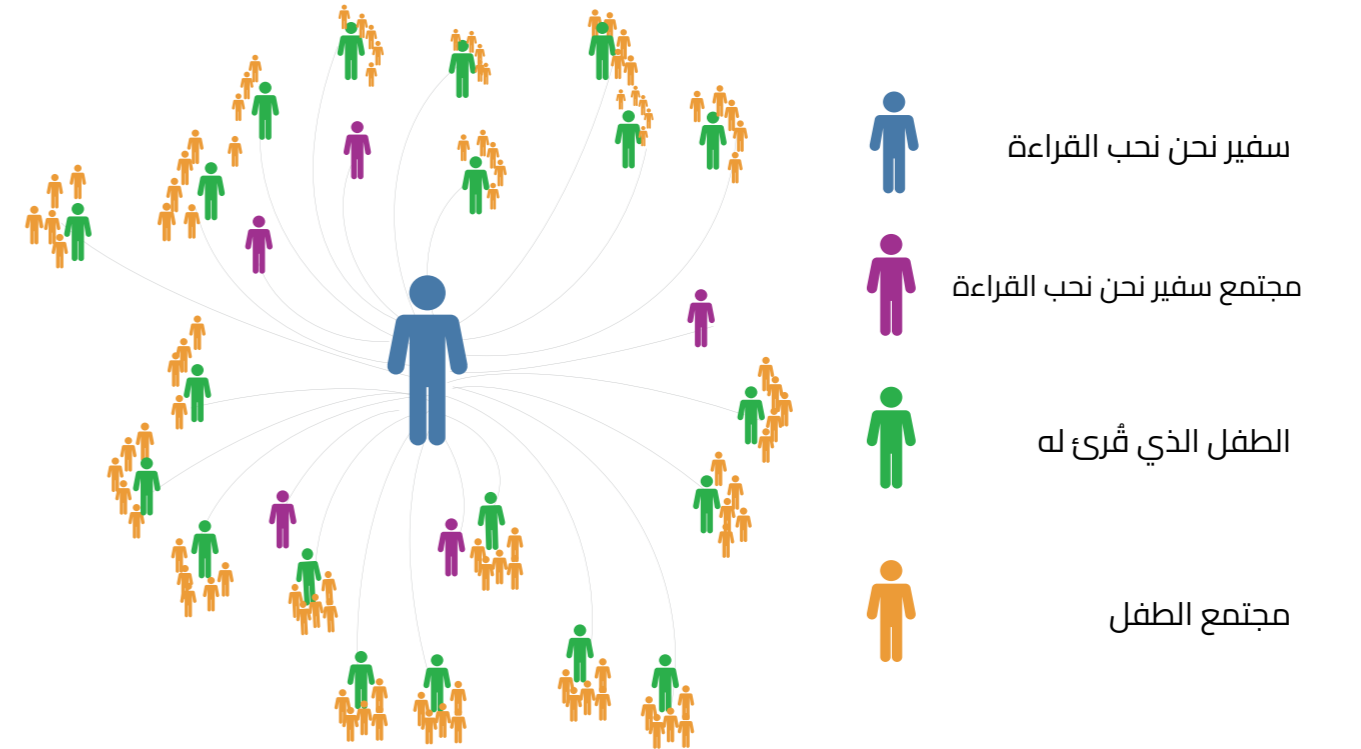 سفير نحن نحب القراءة
مجتمع سفير نحن نحب القراءة
الطفل الذي قُرئ له
مجتمع الطفل